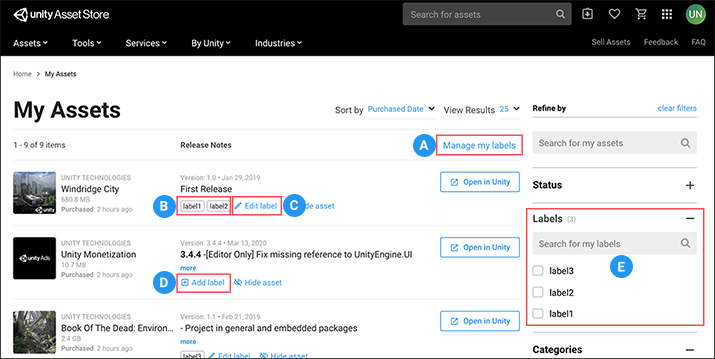 unity Asset Store
Search for assets
UN
Assets Tools Services By Unity Industries
Sell Assets Feedback FAQ
Home > My Assets
My Assets
Sort by Purchased Date View Results 25
Refine by clear filters
1 - 9 of 9 items Release Notes
A Manage my labels
Search for my assets
UNITY TECHNOLOGIES
Windridge City
680.8 MB
Purchased: 2 hours ago
unity
Version: 1.0 • Jan 29, 2019
First Release
B label1 label2 Edit label C de asset
Open in Unity
Status +
Labels (3)
Search for my labels
E
label3
label2
label1
unity Ads
UNITY TECHNOLOGIES
Unity Monetization
10.7 MB
Purchased: 2 hours ago
Version: 3.4.4 • Mar 13, 2020
3.4.4 -[Editor Only] Fix missing reference to UnityEngine.UI
more
D Add label Hide asset
Open in Unity
UNITY TECHNOLOGIES
Book Of The Dead: Environ...
2.4 GB
Purchased: 2 hours ago
Version: 1.1 • Feb 21, 2019
- Project in general and embedded packages
more
label3 Edit label Hide asset
Open in Unity
Categories